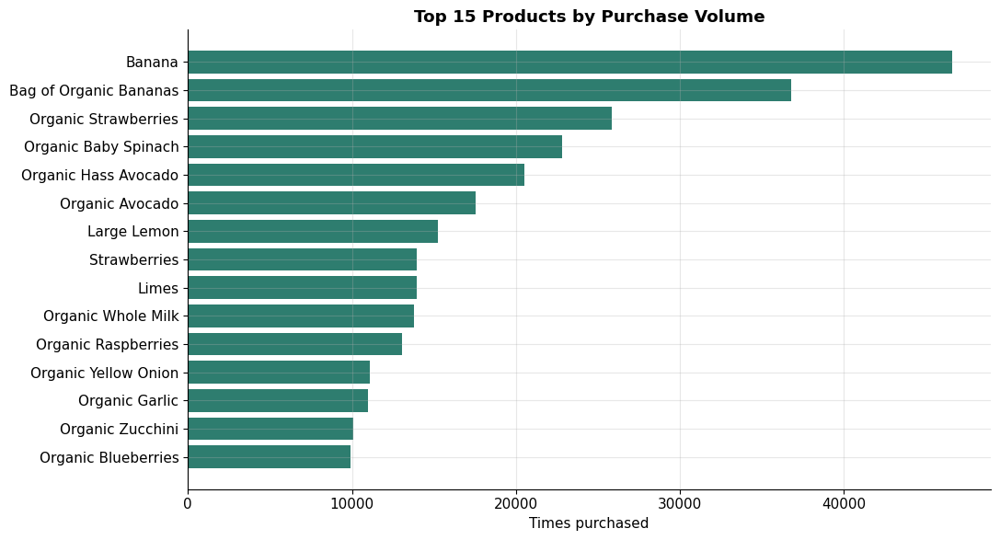 Top 15 Products by Purchase Volume
Banana
Bag of Organic Bananas
Organic Strawberries
Organic Baby Spinach
Organic Hass Avocado
Organic Avocado
Large Lemon
Strawberries
Limes
Organic Whole Milk
Organic Raspberries
Organic Yellow Onion
Organic Garlic
Organic Zucchini
Organic Blueberries
0 10000 20000 30000 40000
Times purchased